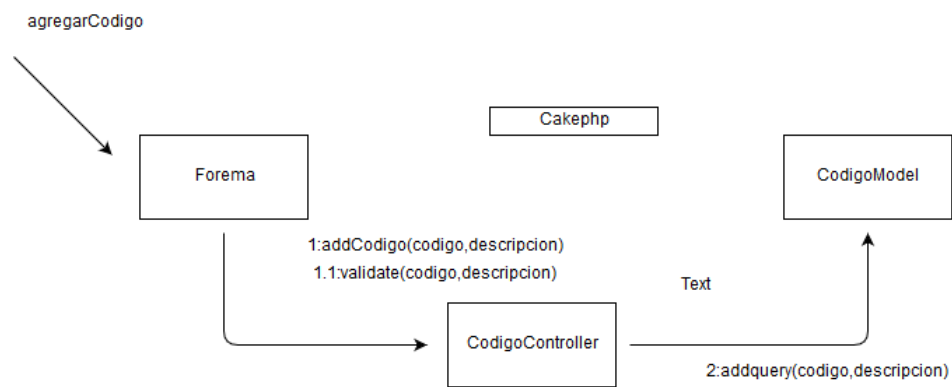 agregarCodigo
Cakephp
Forema
CodigoModel
1:addCodigo(codigo,descripcion)
1.1:validate(codigo,descripcion)
Text
CodigoController
2:addquery(codigo,descripcion)